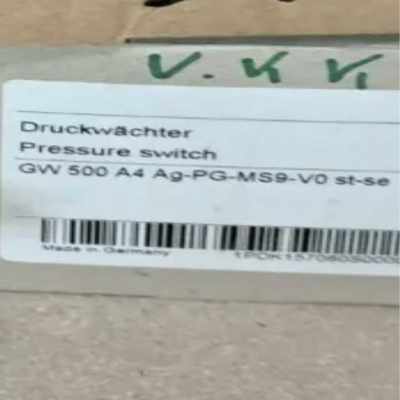 V.K K
Druckwächter
Pressure switch
GW 500 A4 Ag-PG-MS9-V0 st-se
Made in Germany